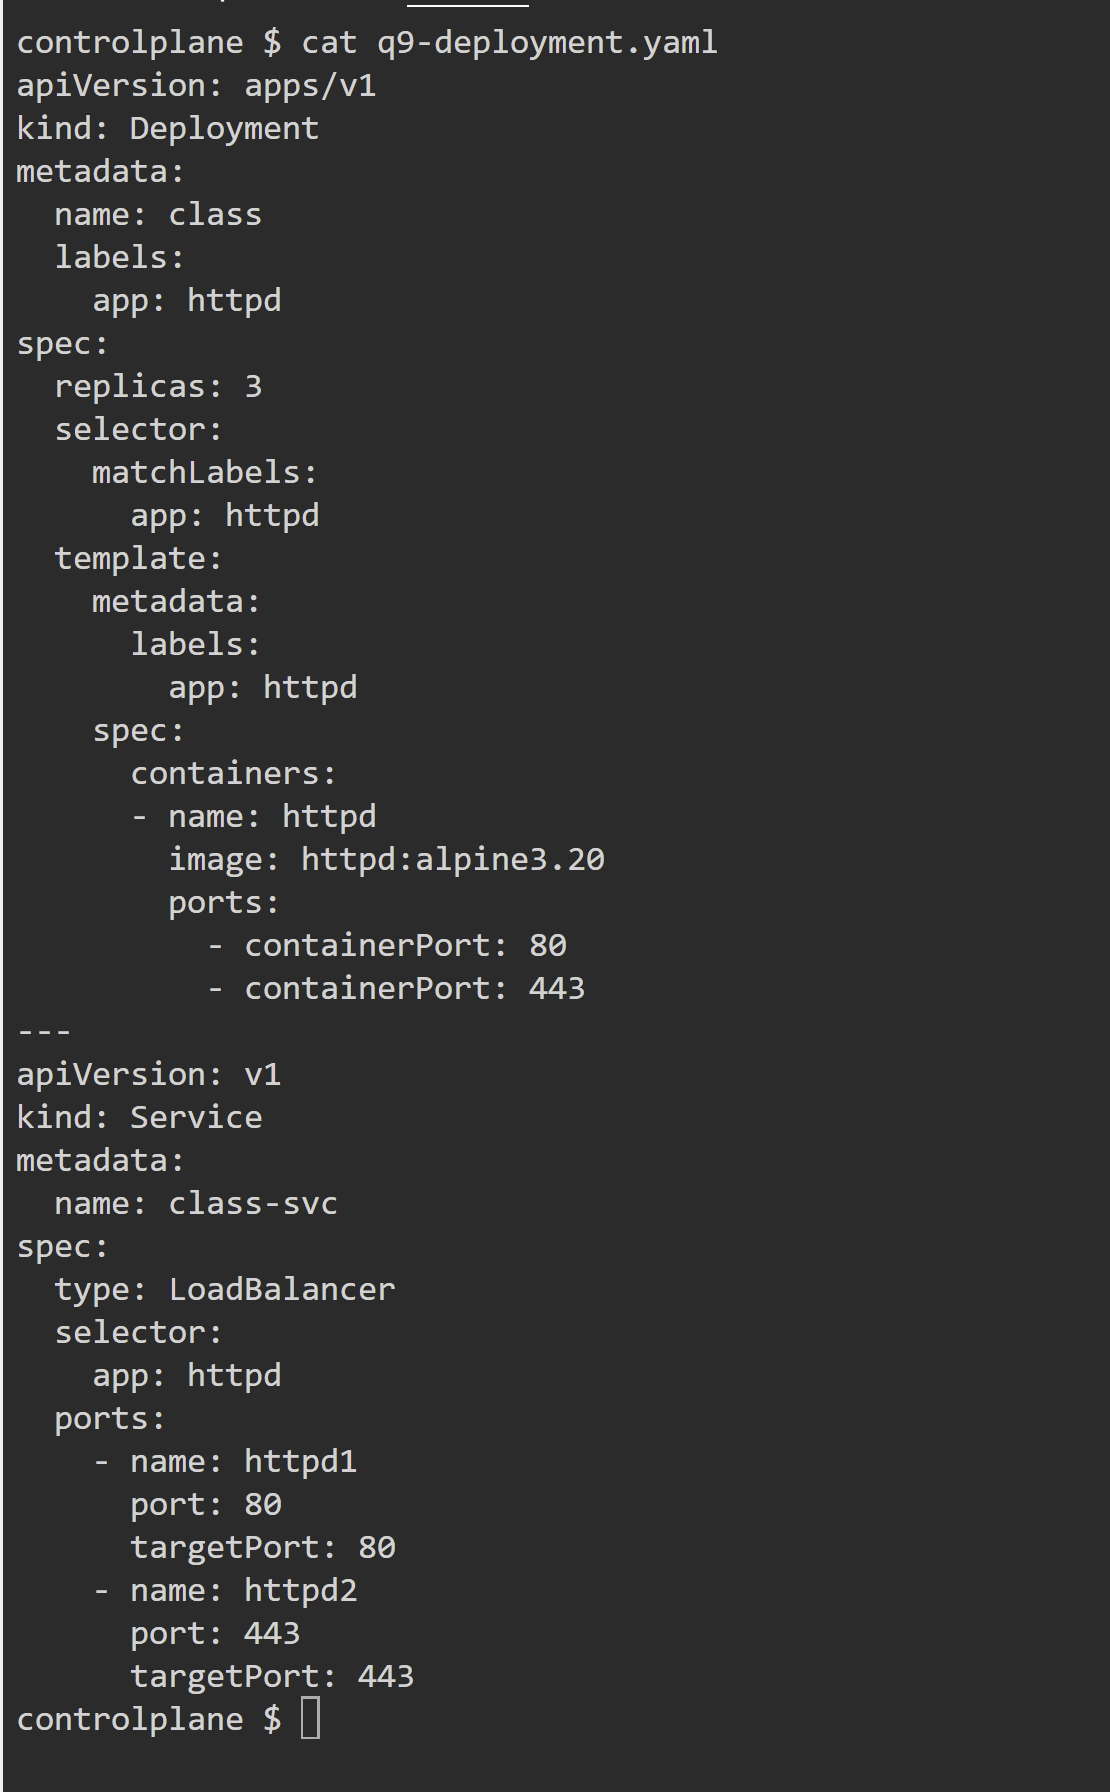 controlplane $ cat q9-deployment.yaml
apiVersion: apps/v1
kind: Deployment
metadata:
  name: class
  labels:
    app: httpd
spec:
  replicas: 3
  selector:
    matchLabels:
      app: httpd
  template:
    metadata:
      labels:
        app: httpd
    spec:
      containers:
      - name: httpd
        image: httpd:alpine3.20
        ports:
          - containerPort: 80
          - containerPort: 443
---
apiVersion: v1
kind: Service
metadata:
  name: class-svc
spec:
  type: LoadBalancer
  selector:
    app: httpd
  ports:
    - name: httpd1
      port: 80
      targetPort: 80
    - name: httpd2
      port: 443
      targetPort: 443
controlplane $